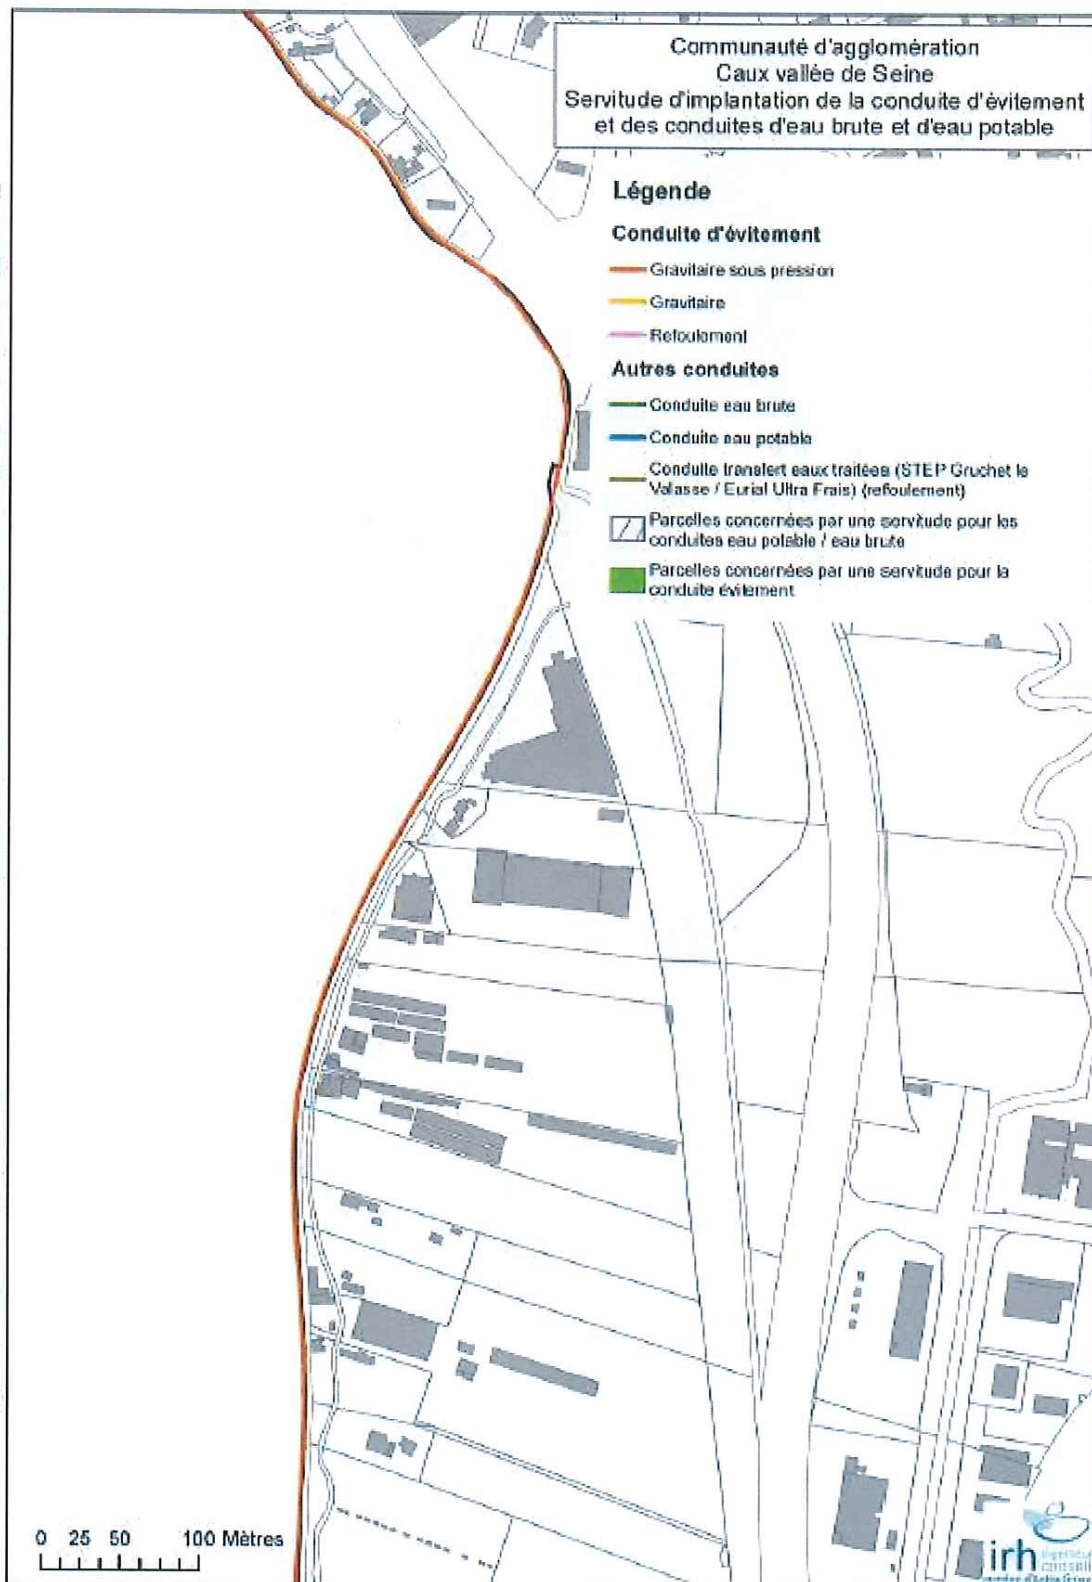 Communauté d'agglomération
Caux vallée de Seine
Servitude d'implantation de la conduite d'évitement
et des conduites d'eau brute et d'eau potable
Légende
Conduite d'évitement
Gravitaire sous pression
Gravitaire
Refoulement
Autres conduites
Conduite eau brute
Conduite eau potable
Conduite transfert eaux traitées (STEP Gruchet le
Valasse / Eurial Ultra Frais) (refoulement)
Parcelles concernées par une servitude pour les
conduites eau potable / eau brute
Parcelles concernées par une servitude pour la
conduite évitement
0 25 50 100 Mètres
irh